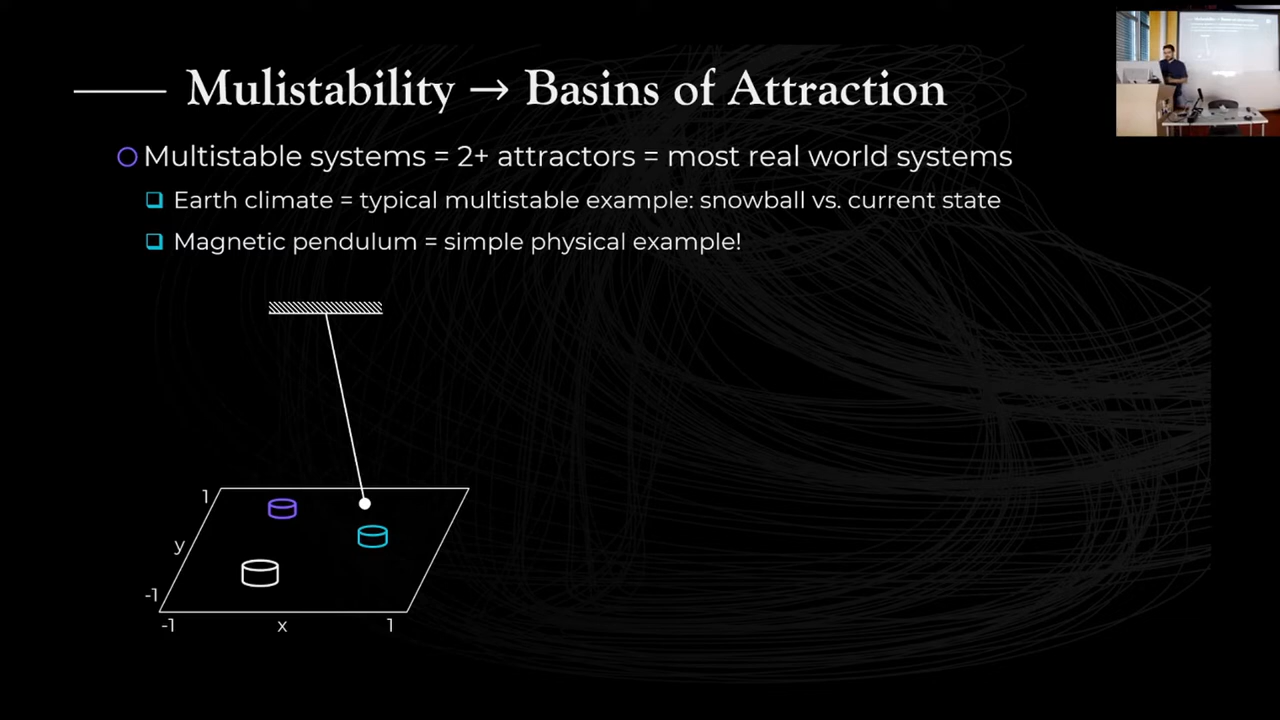 Mulistability → Basins of Attraction
Multistable systems = 2+ attractors = most real world systems
Earth climate = typical multistable example: snowball vs. current state
Magnetic pendulum = simple physical example!
1
y
-1
-1
x
1